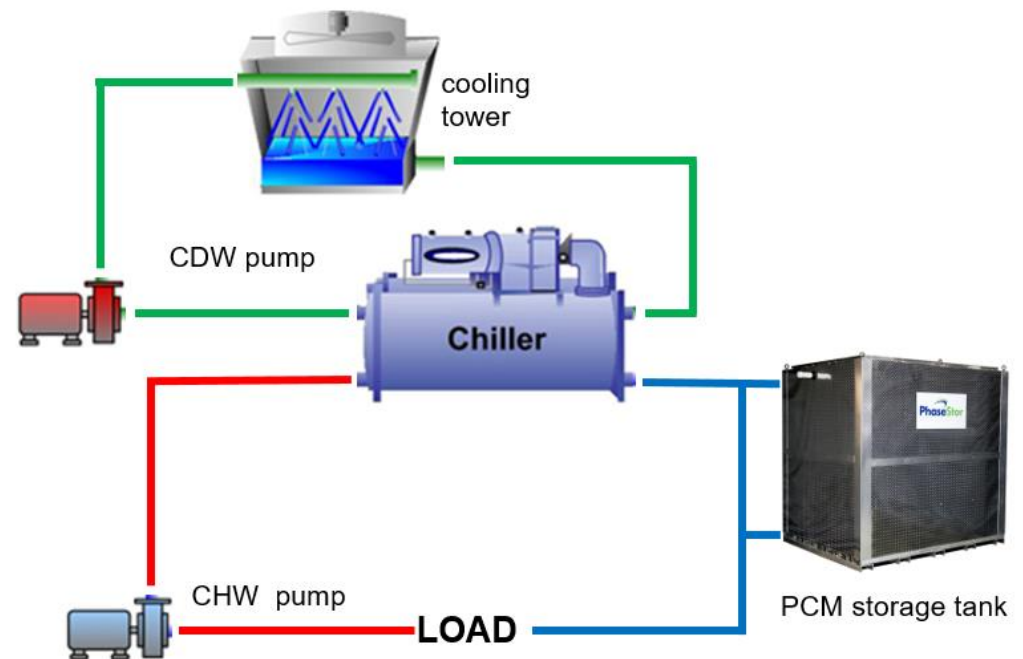 cooling
tower
CDW pump
Chiller
PhaseStor
CHW pump
LOAD
PCM storage tank